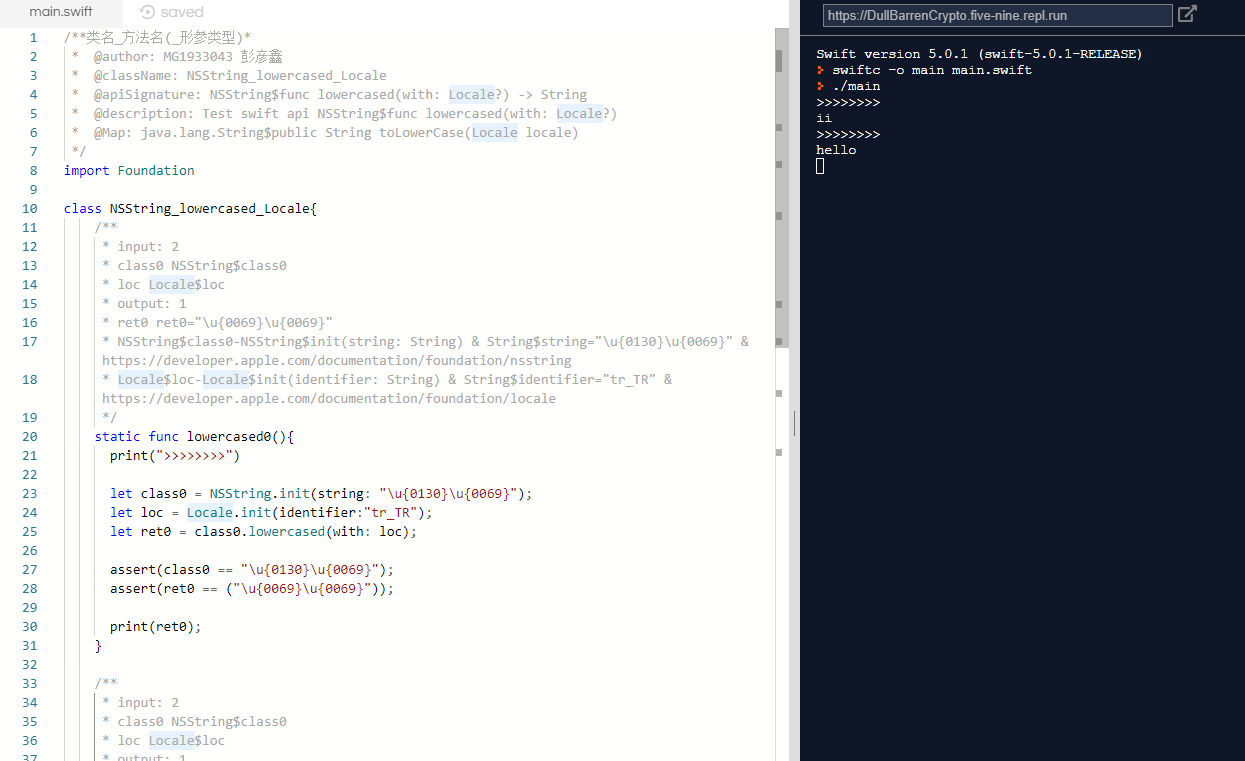 main.swift saved
https://DullBarrenCrypto.five-nine.repl.run
1 /**类名_方法名(_形参类型)*
2 * @author: MG1933043 彭彦鑫
3 * @className: NSString_lowercased_Locale
4 * @apiSignature: NSString$func lowercased(with: Locale?) -> String
5 * @description: Test swift api NSString$func lowercased(with: Locale?)
6 * @Map: java.lang.String$public String toLowerCase(Locale locale)
7 */
8 import Foundation
9
10 class NSString_lowercased_Locale{
11 /**
12 * input: 2
13 * class0 NSString$class0
14 * loc Locale$loc
15 * output: 1
16 * ret0 ret0="\u{0069}\u{0069}"
17 * NSString$class0-NSString$init(string: String) & String$string="\u{0130}\u{0069}" &
https://developer.apple.com/documentation/foundation/nsstring
18 * Locale$loc-Locale$init(identifier: String) & String$identifier="tr_TR" &
https://developer.apple.com/documentation/foundation/locale
19 */
20 static func lowercased0(){
21 print(">>>>>>>>")
22
23 let class0 = NSString.init(string: "\u{0130}\u{0069}");
24 let loc = Locale.init(identifier:"tr_TR");
25 let ret0 = class0.lowercased(with: loc);
26
27 assert(class0 == "\u{0130}\u{0069}");
28 assert(ret0 == ("\u{0069}\u{0069}"));
29
30 print(ret0);
31 }
32
33 /**
34 * input: 2
35 * class0 NSString$class0
36 * loc Locale$loc
37 * output: 1
Swift version 5.0.1 (swift-5.0.1-RELEASE)
> swiftc -o main main.swift
> ./main
>>>>>>>>
ii
>>>>>>>>
hello